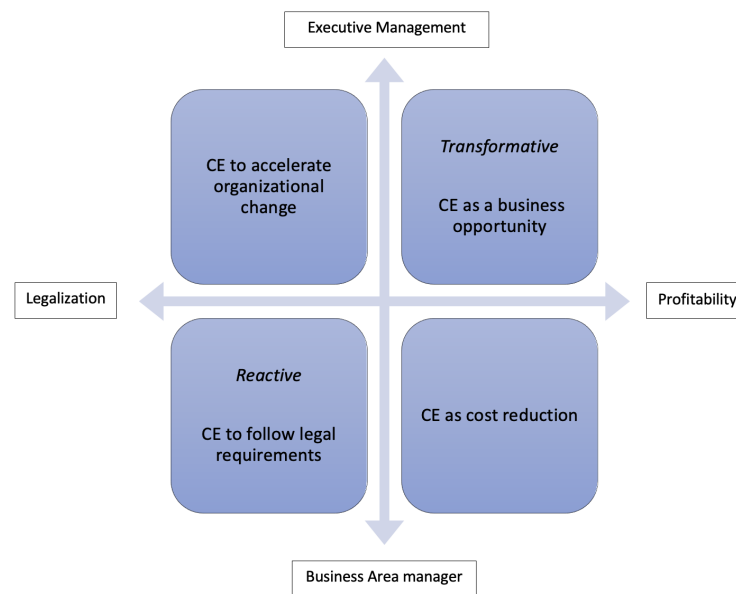 Executive Management
CE to accelerate
organizational
change
Transformative
CE as a business
opportunity
Legalization
Profitability
Reactive
CE to follow legal
requirements
CE as cost reduction
Business Area manager